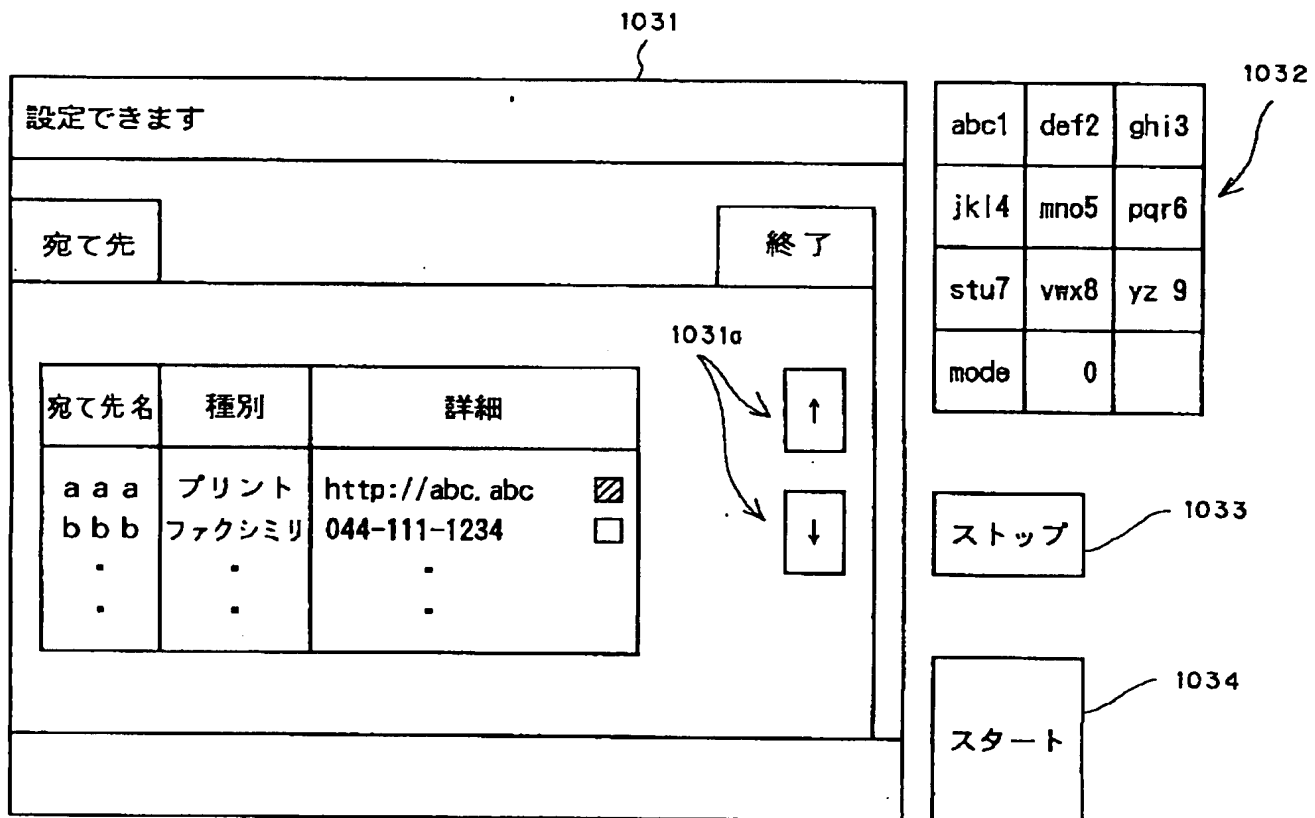 1031
設定できます
宛て先
終了
1031a
宛て先名 種別 詳細
aaa プリント http://abc.abc
bbb ファクシミリ 044-111-1234
↑
↓
1032
abc1 def2 ghi3
jkl4 mno5 pqr6
stu7 vwx8 yz 9
mode 0
ストップ
1033
スタート
1034